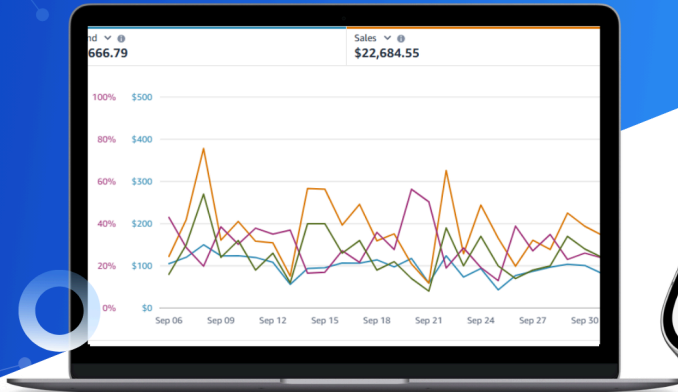 nd
666.79
Sales
$22,684.55
100% $500
80% $400
60% $300
40% $200
20% $100
0% $0
Sep 06 Sep 09 Sep 12 Sep 15 Sep 18 Sep 21 Sep 24 Sep 27 Sep 30